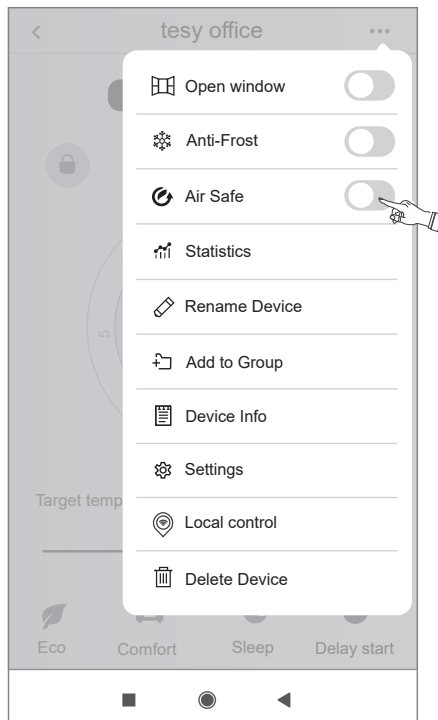 tesy office
Open window
Anti-Frost
Air Safe
Statistics
Rename Device
5
Add to Group
Device Info
Settings
Target temp
Local control
Delete Device
Eco
Comfort
Sleep
Delay start